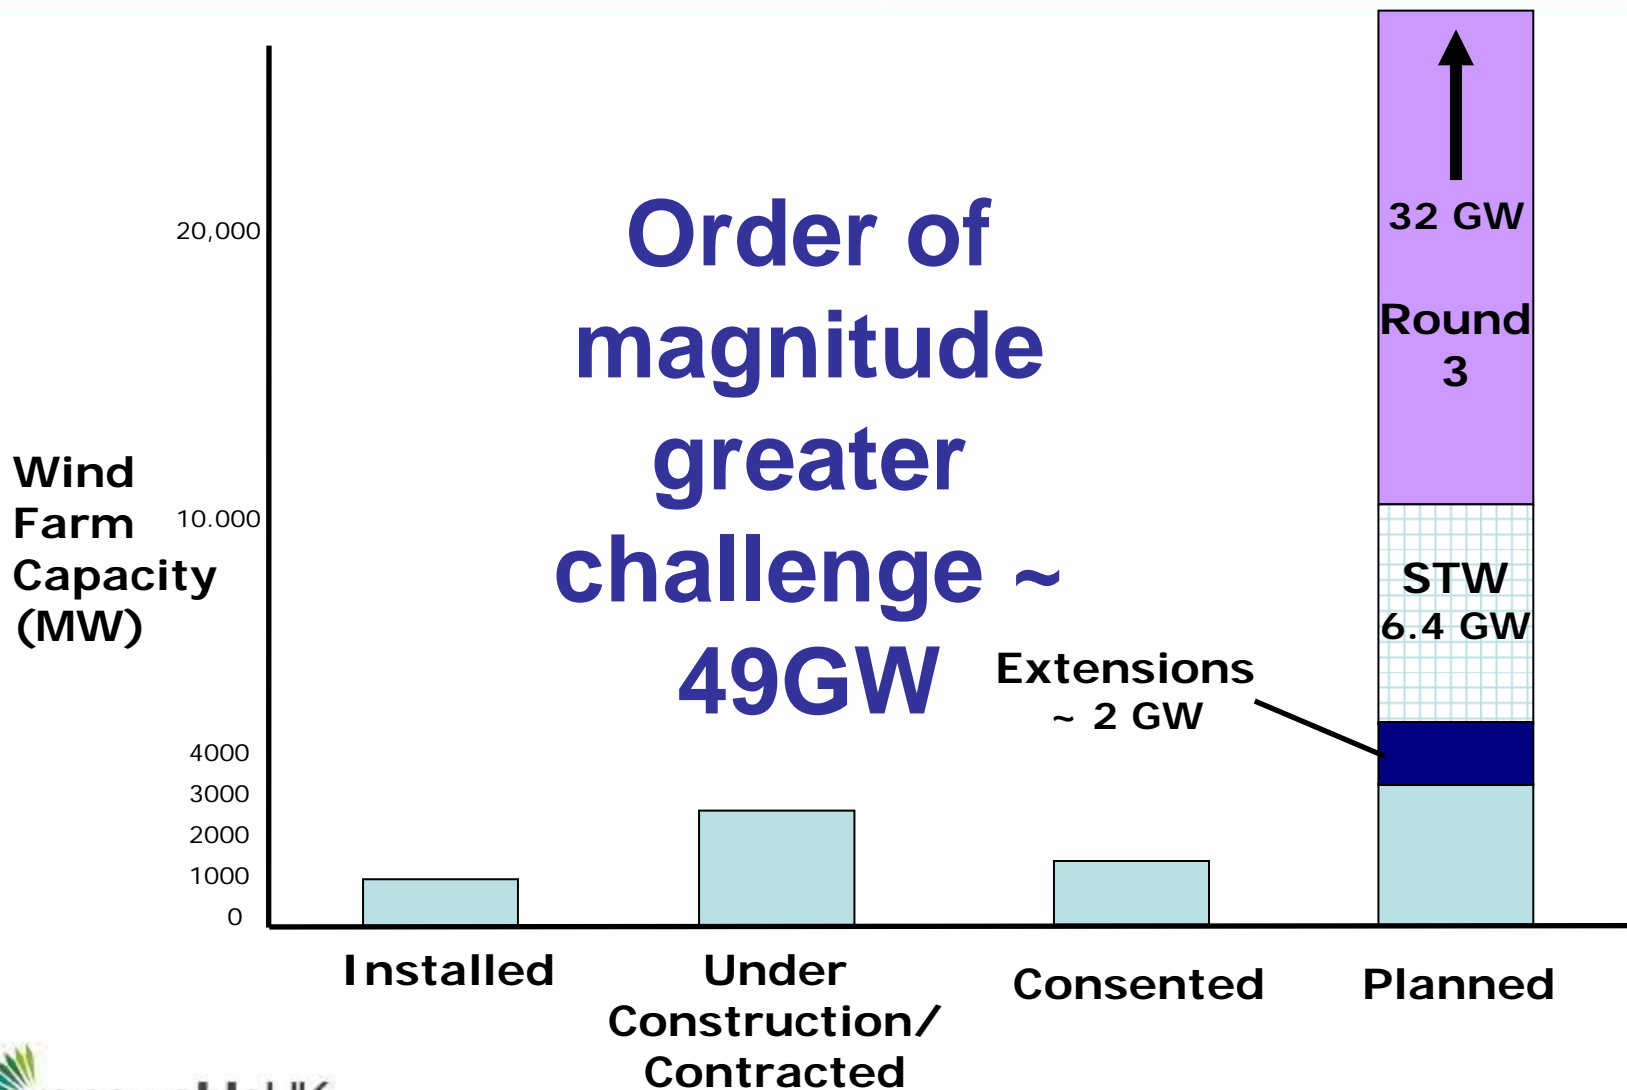 32 GW
20,000
Order of
magnitude
greater
challenge ~
49GW
Round
3
Wind
Farm
Capacity
(MW)
10.000
STW
6.4 GW
Extensions
~ 2 GW
4000
3000
2000
1000
0
Installed
Under
Construction/
Contracted
Consented
Planned